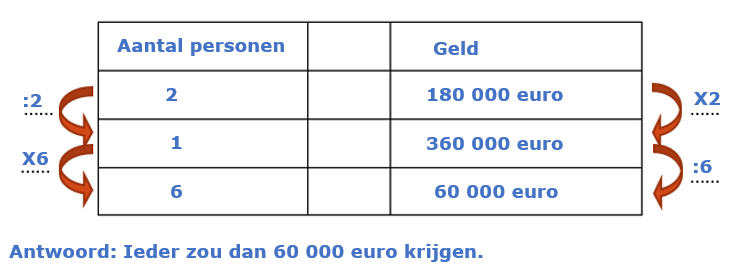 Aantal personen Geld
:2 2 180 000 euro X2
1 360 000 euro
X6 :6
6 60 000 euro
Antwoord: Ieder zou dan 60 000 euro krijgen.